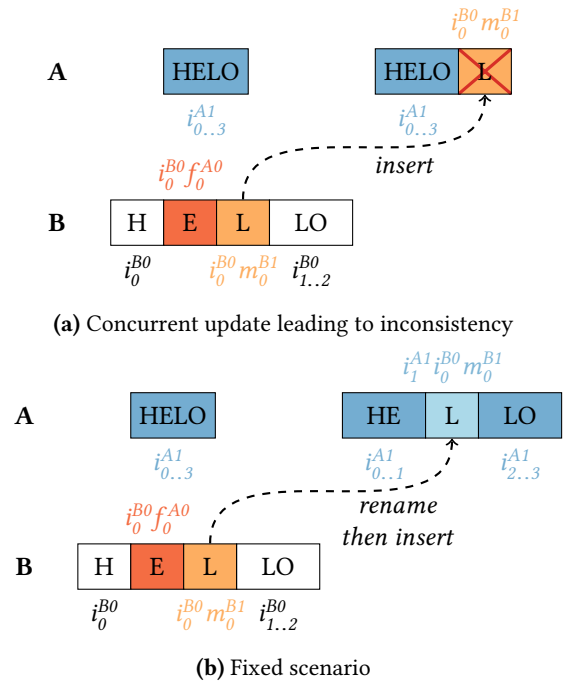 i_0^{B0} m_0^{B1}
A HELO HELO L
i_{0..3}^{A1} i_{0..3}^{A1}
insert
i_0^{B0} f_0^{A0}
B H E L LO
i_0^{B0} i_0^{B0} m_0^{B1} i_{1..2}^{B0}
(a) Concurrent update leading to inconsistency
i_1^{A1} i_0^{B0} m_0^{B1}
A HELO HE L LO
i_{0..3}^{A1} i_{0..1}^{A1} i_{2..3}^{A1}
rename
i_0^{B0} f_0^{A0}
then insert
B H E L LO
i_0^{B0} i_0^{B0} m_0^{B1} i_{1..2}^{B0}
(b) Fixed scenario